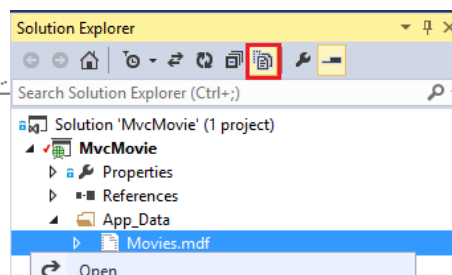 Solution Explorer
Search Solution Explorer (Ctrl+;)
Solution 'MvcMovie' (1 project)
MvcMovie
Properties
References
App_Data
Movies.mdf
Open